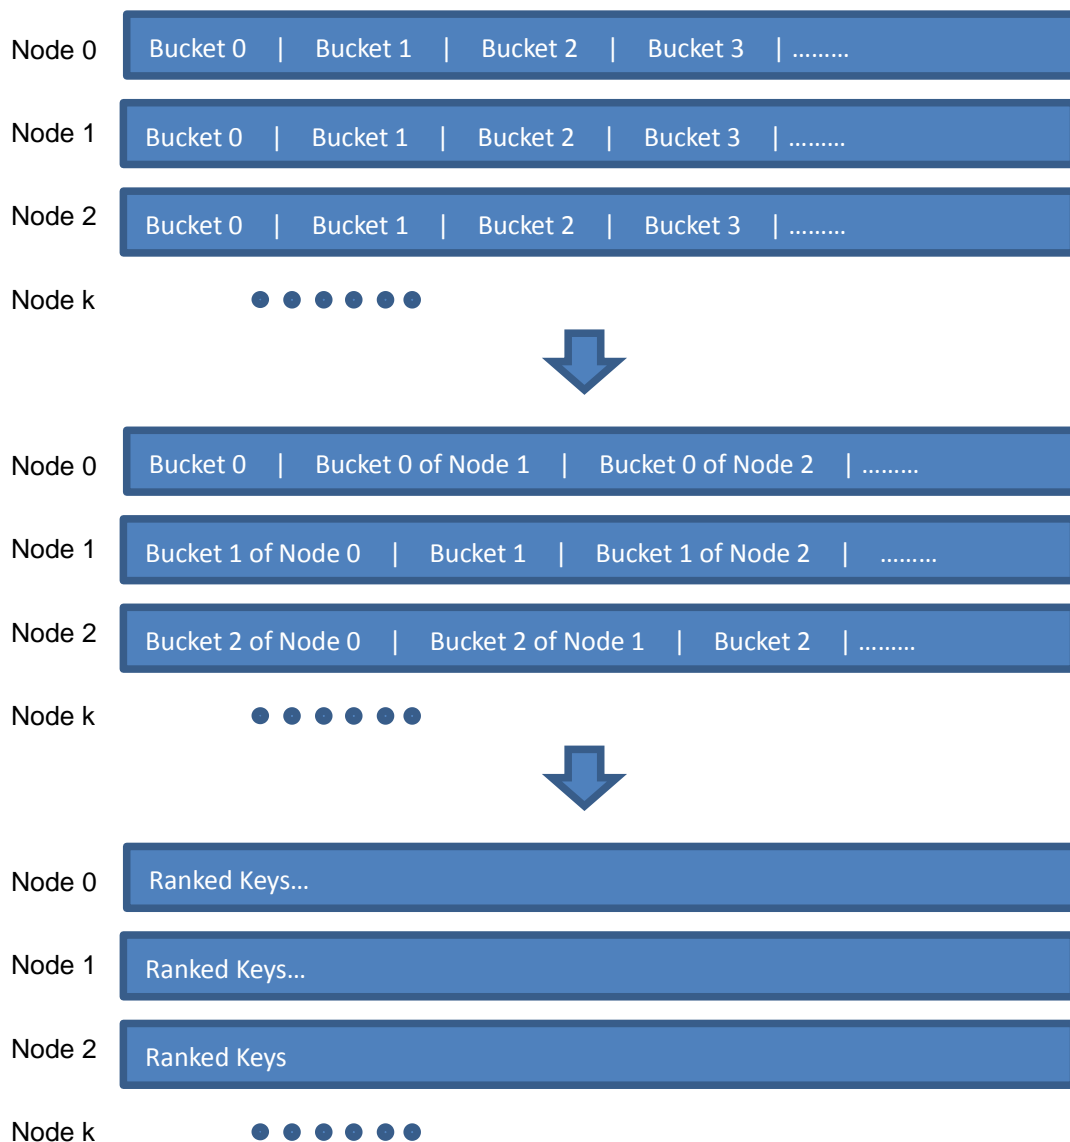 Node 0 Bucket 0 | Bucket 1 | Bucket 2 | Bucket 3 | ………
Node 1 Bucket 0 | Bucket 1 | Bucket 2 | Bucket 3 | ………
Node 2 Bucket 0 | Bucket 1 | Bucket 2 | Bucket 3 | ………
Node k
Node 0 Bucket 0 | Bucket 0 of Node 1 | Bucket 0 of Node 2 | ………
Node 1 Bucket 1 of Node 0 | Bucket 1 | Bucket 1 of Node 2 | ………
Node 2 Bucket 2 of Node 0 | Bucket 2 of Node 1 | Bucket 2 | ………
Node k
Node 0 Ranked Keys…
Node 1 Ranked Keys…
Node 2 Ranked Keys
Node k